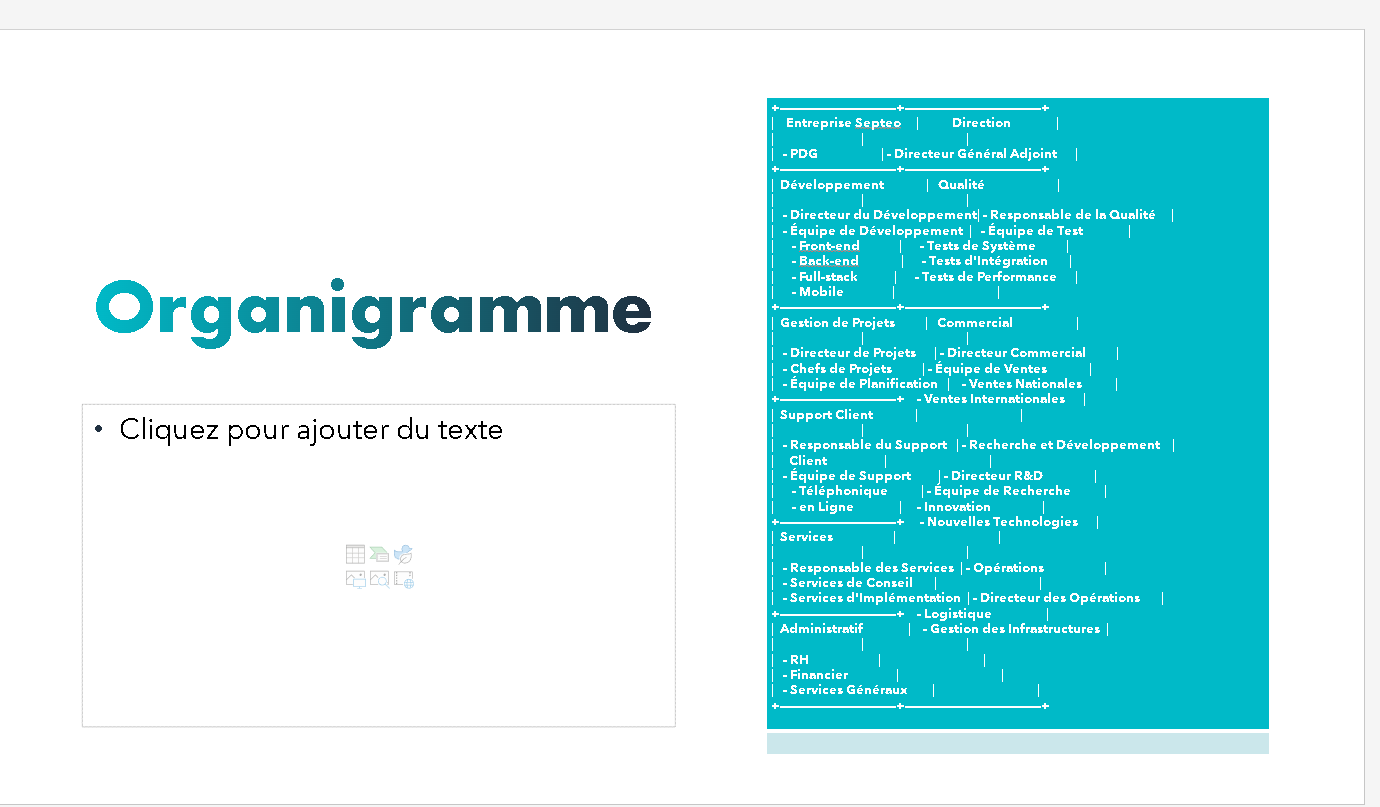 Organigramme
• Cliquez pour ajouter du texte
+-----------------------+---------------------------+
| Entreprise Septeo | Direction |
| | |
| - PDG | - Directeur Général Adjoint |
+-----------------------+---------------------------+
| Développement | Qualité |
| | |
| - Directeur du Développement| - Responsable de la Qualité |
| - Équipe de Développement | - Équipe de Test |
| - Front-end | - Tests de Système |
| - Back-end | - Tests d'Intégration |
| - Full-stack | - Tests de Performance |
| - Mobile | |
+-----------------------+---------------------------+
| Gestion de Projets | Commercial |
| | |
| - Directeur de Projets | - Directeur Commercial |
| - Chefs de Projets | - Équipe de Ventes |
| - Équipe de Planification | - Ventes Nationales |
+-----------------------+ - Ventes Internationales |
| Support Client | |
| | |
| - Responsable du Support | - Recherche et Développement |
| Client | |
| - Équipe de Support | - Directeur R&D |
| - Téléphonique | - Équipe de Recherche |
| - en Ligne | - Innovation |
+-----------------------+ - Nouvelles Technologies |
| Services | |
| | |
| - Responsable des Services | - Opérations |
| - Services de Conseil | |
| - Services d'Implémentation | - Directeur des Opérations |
+-----------------------+ - Logistique |
| Administratif | - Gestion des Infrastructures |
| | |
| - RH | |
| - Financier | |
| - Services Généraux | |
+-----------------------+---------------------------+